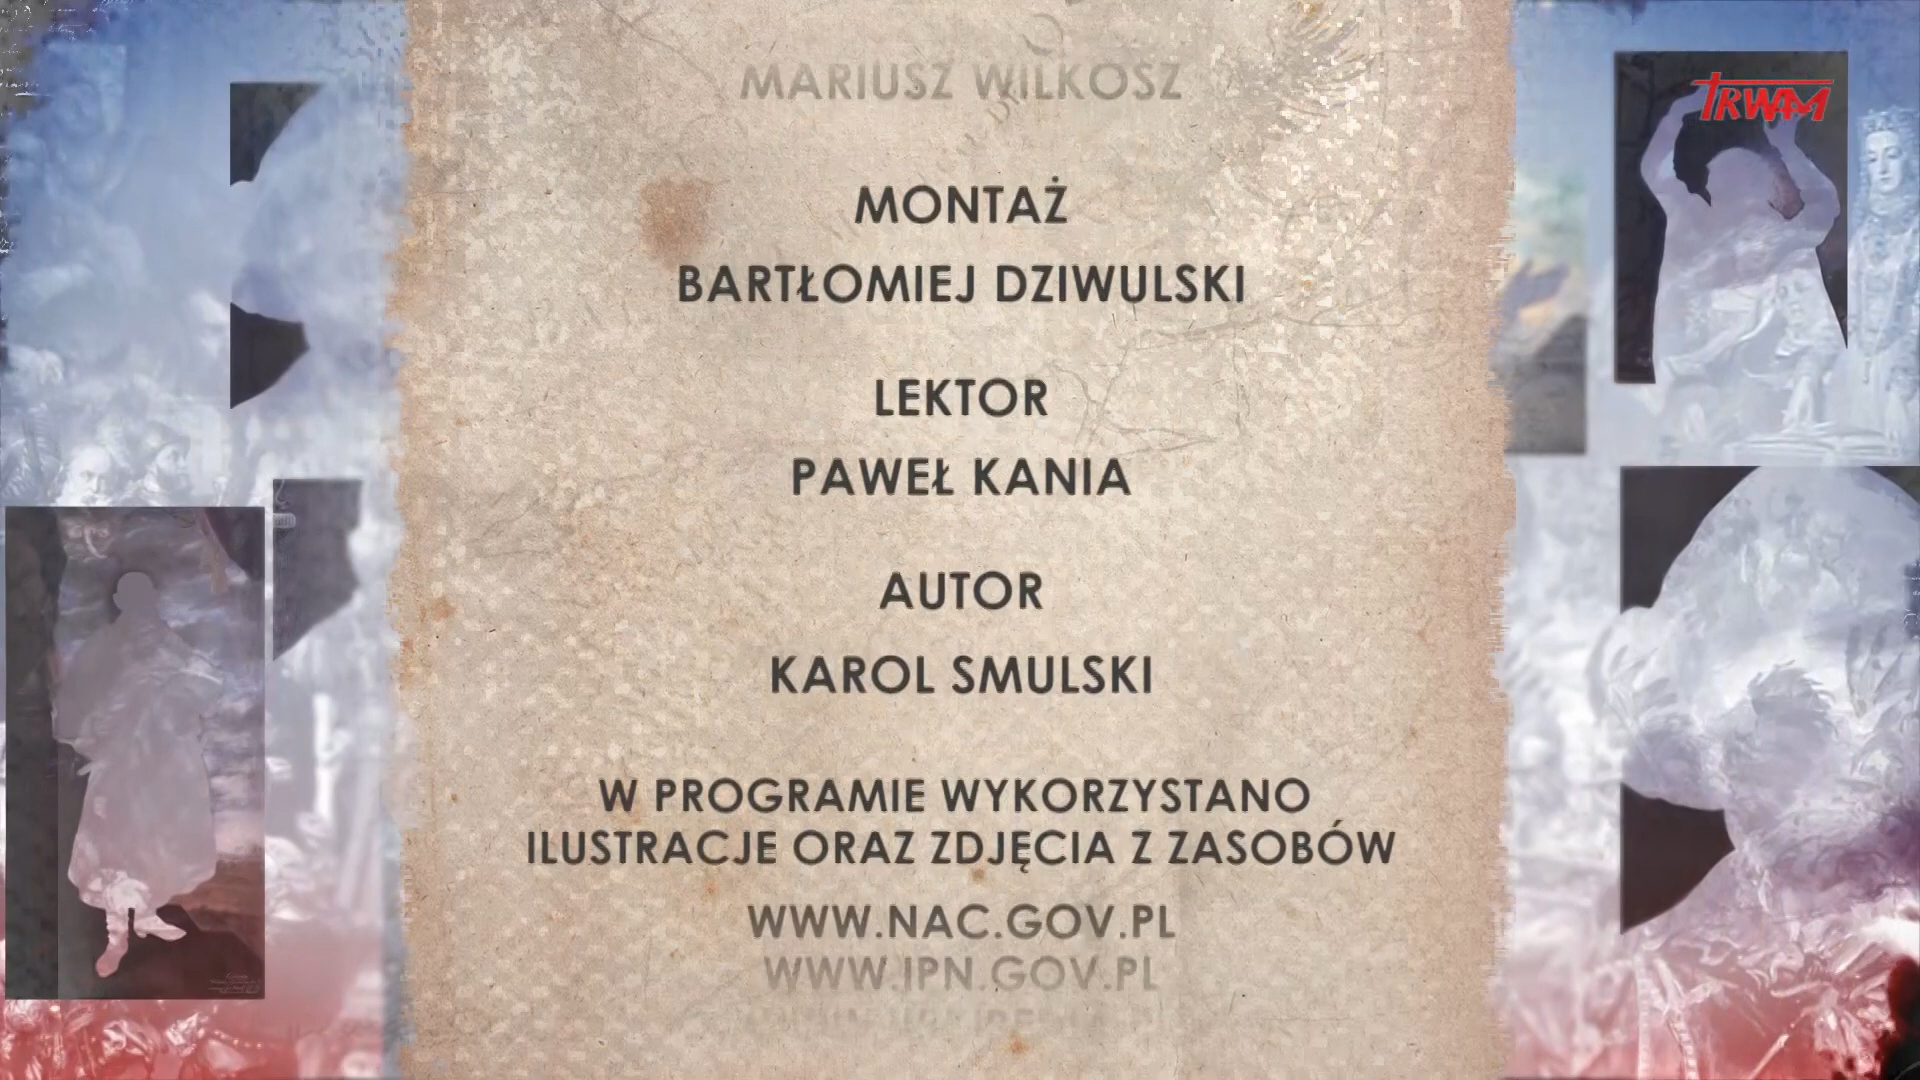 MARIUSZ WILKOSZ
TRWAM
MONTAŻ
BARTŁOMIEJ DZIWULSKI
LEKTOR
PAWEŁ KANIA
AUTOR
KAROL SMULSKI
W PROGRAMIE WYKORZYSTANO
ILUSTRACJE ORAZ ZDJĘCIA Z ZASOBÓW
WWW.NAC.GOV.PL
WWW.IPN.GOV.PL